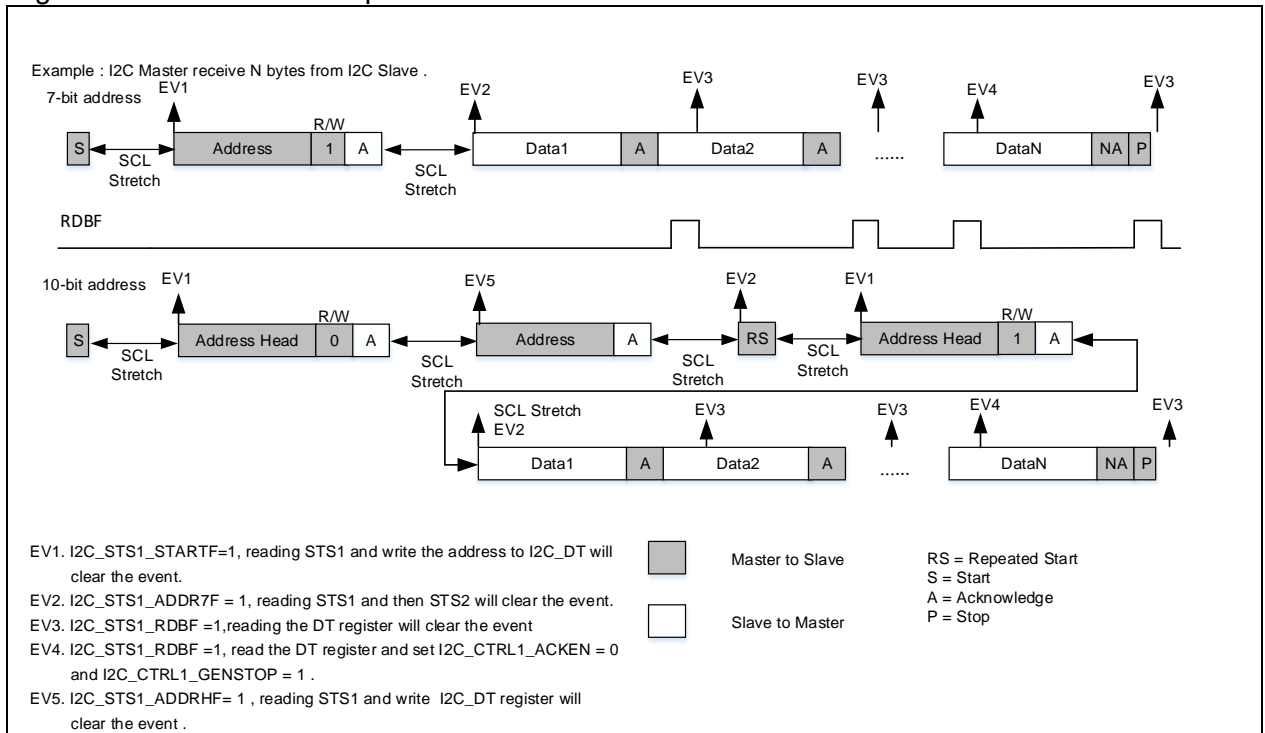 Example : I2C Master receive N bytes from I2C Slave .
7-bit address
EV1
EV2
EV3
EV3
EV4
EV3
R/W
S
SCL
Stretch
Address
1
A
SCL
Stretch
Data1
A
Data2
A
......
DataN
NA
P
RDBF
10-bit address
EV1
EV5
EV2
EV1
R/W
R/W
S
SCL
Stretch
Address Head
0
A
SCL
Stretch
Address
A
SCL
Stretch
RS
SCL
Stretch
Address Head
1
A
SCL Stretch
EV2
EV3
EV3
EV4
EV3
Data1
A
Data2
A
......
DataN
NA
P
EV1. I2C_STS1_STARTF=1, reading STS1 and write the address to I2C_DT will
clear the event.
EV2. I2C_STS1_ADDR7F = 1, reading STS1 and then STS2 will clear the event.
EV3. I2C_STS1_RDBF =1,reading the DT register will clear the event
EV4. I2C_STS1_RDBF =1, read the DT register and set I2C_CTRL1_ACKEN = 0
and I2C_CTRL1_GENSTOP = 1 .
EV5. I2C_STS1_ADDRHF= 1 , reading STS1 and write I2C_DT register will
clear the event .
Master to Slave
Slave to Master
RS = Repeated Start
S = Start
A = Acknowledge
P = Stop